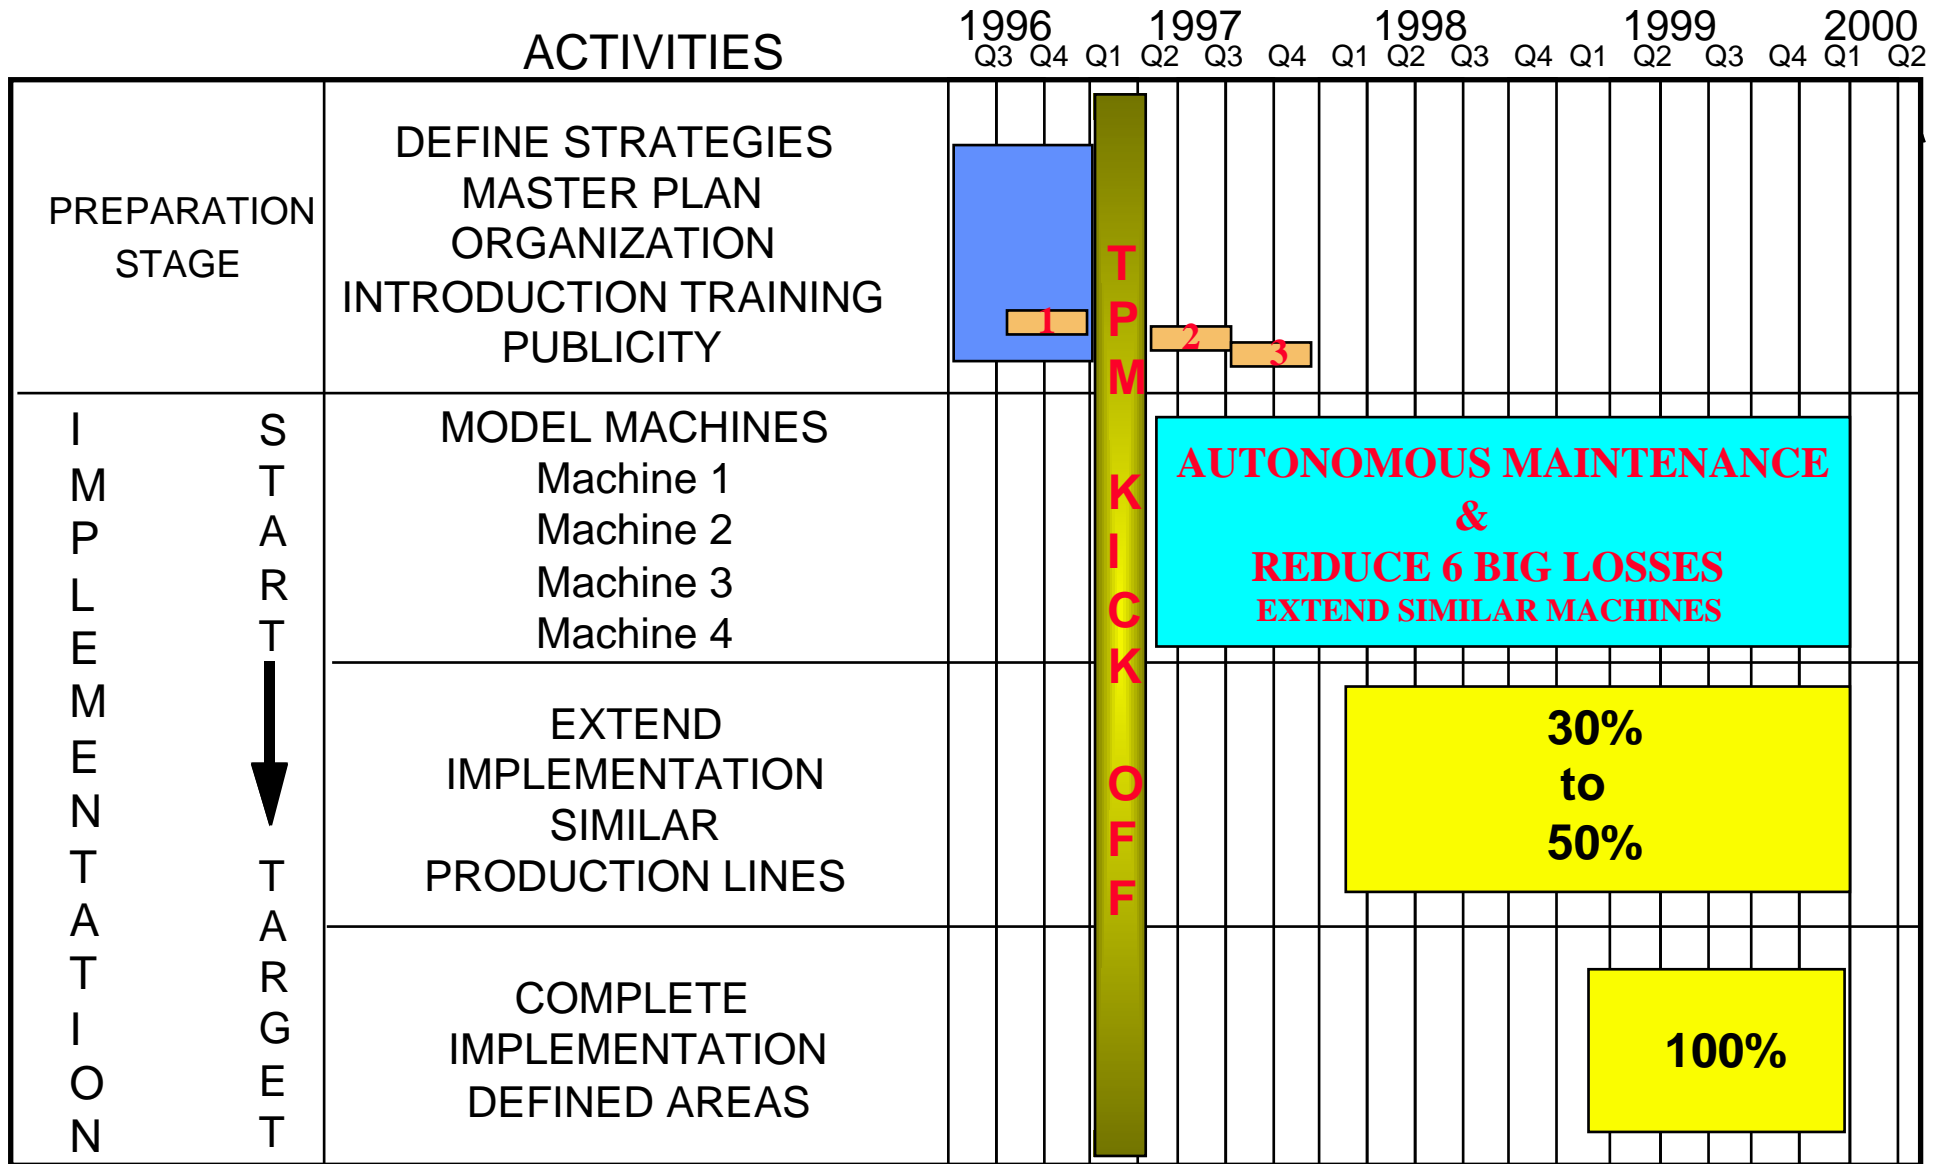 1996 1997 1998 1999 2000
ACTIVITIES
Q3 Q4 Q1 Q2 Q3 Q4 Q1 Q2 Q3 Q4 Q1 Q2 Q3 Q4 Q1 Q2
PREPARATION
STAGE
DEFINE STRATEGIES
MASTER PLAN
ORGANIZATION
INTRODUCTION TRAINING
PUBLICITY
1
2
3
TPM KICK OFF
IMPLEMENTATION
START
TARGET
MODEL MACHINES
Machine 1
Machine 2
Machine 3
Machine 4
AUTONOMOUS MAINTENANCE
&
REDUCE 6 BIG LOSSES
EXTEND SIMILAR MACHINES
EXTEND
IMPLEMENTATION
SIMILAR
PRODUCTION LINES
30%
to
50%
COMPLETE
IMPLEMENTATION
DEFINED AREAS
100%